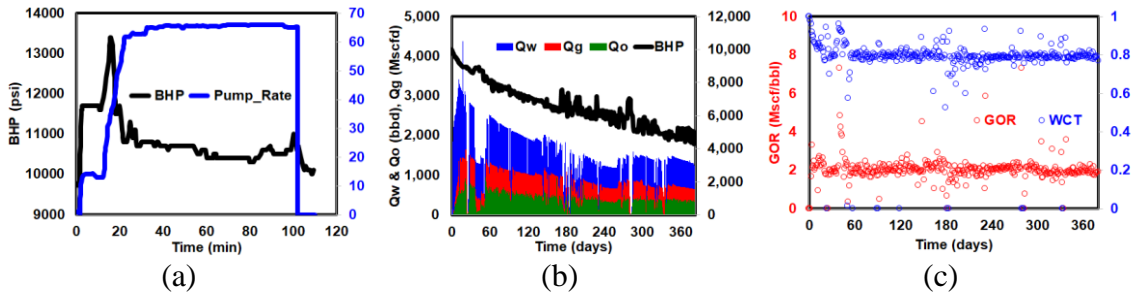 (a)
14000
13000
12000
11000
10000
9000
BHP (psi)
70
60
50
40
30
20
10
0
BHP
Pump_Rate
0 20 40 60 80 100 120
Time (min)
(a)
(b)
5,000
4,000
3,000
2,000
1,000
0
Qw & Qo (bbd), Qg (Mscfd)
12,000
10,000
8,000
6,000
4,000
2,000
0
Qw Qg Qo BHP
0 60 120 180 240 300 360
Time (days)
(b)
(c)
10
8
6
4
2
0
GOR (Mscf/bbl)
1
0.8
0.6
0.4
0.2
0
GOR
WCT
0 60 120 180 240 300 360
Time (days)
(c)